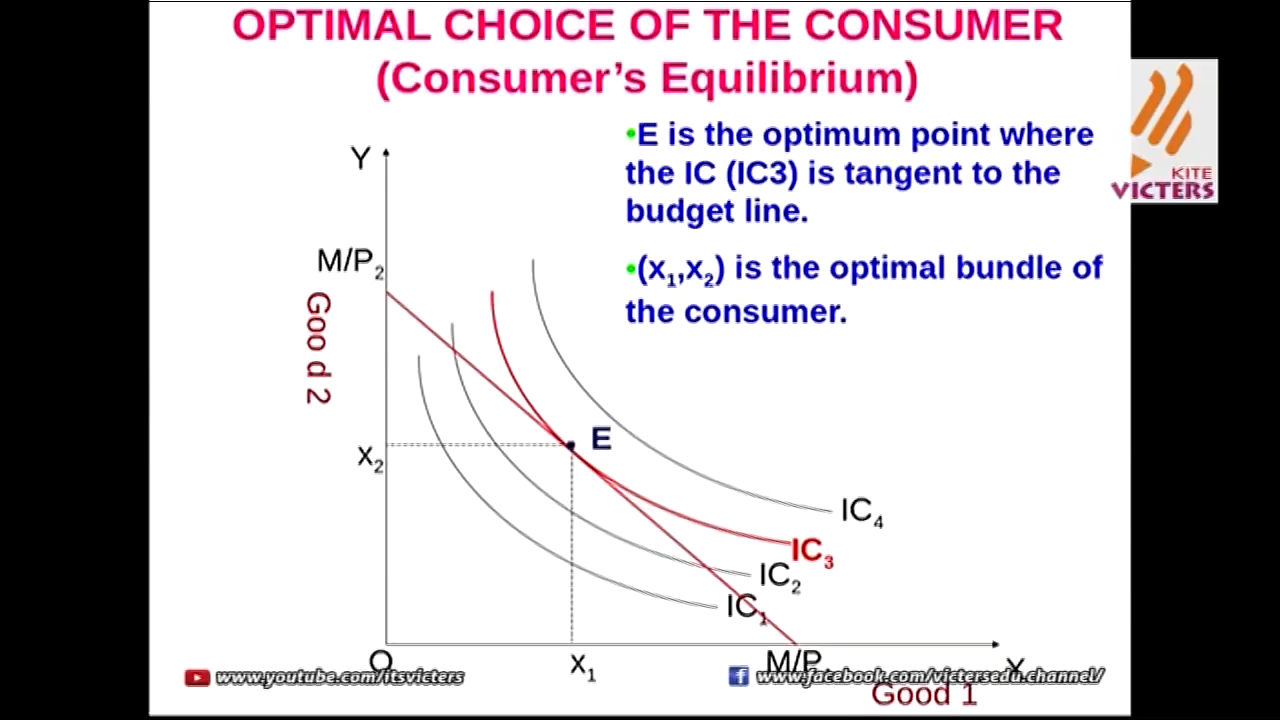 OPTIMAL CHOICE OF THE CONSUMER
(Consumer's Equilibrium)
•E is the optimum point where
the IC (IC3) is tangent to the
budget line.
•(x₁,x₂) is the optimal bundle of
the consumer.
KITE
VICTERS
Y
M/P₂
Goo d 2
X₂
E
IC₄
IC₃
IC₂
IC₁
O
X₁
M/P
X
www.youtube.com/itsvicters
www.facebook.com/victersedu.channel/
Good 1